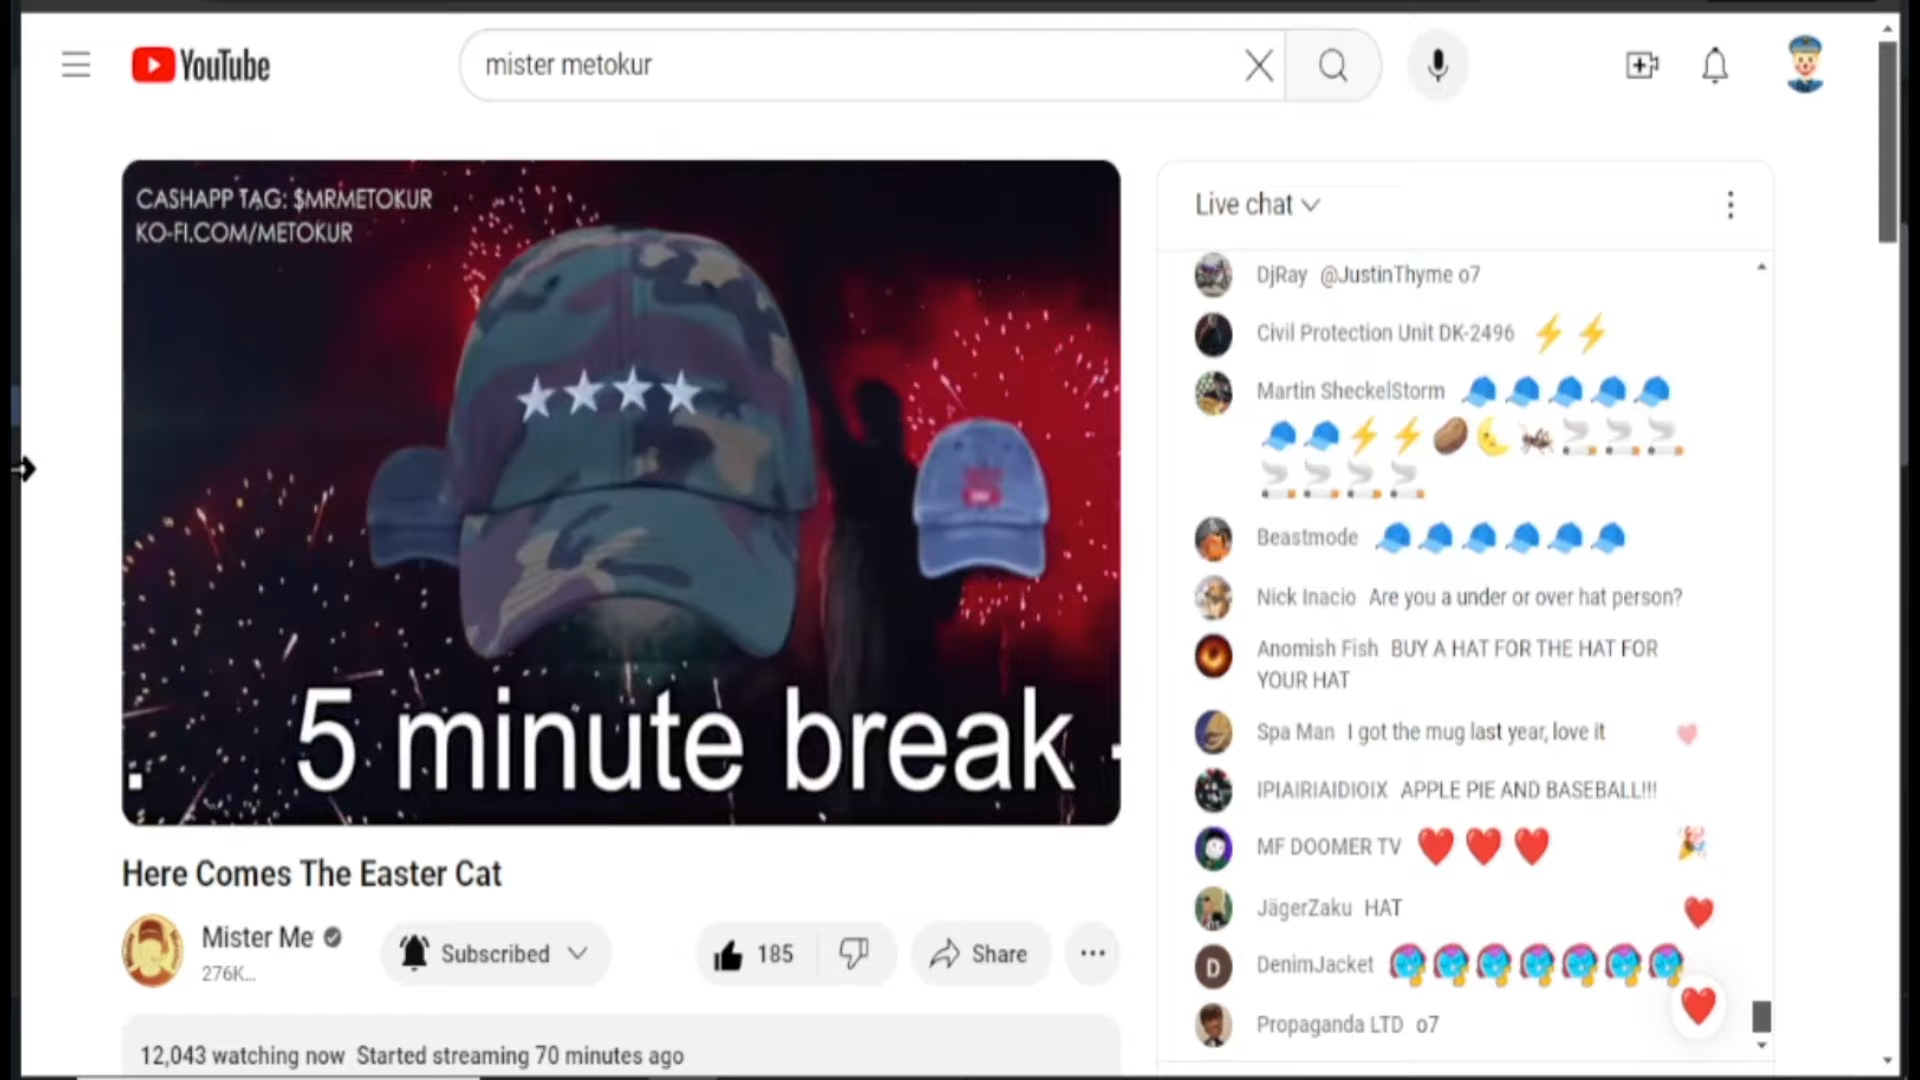 YouTube
mister metokur
CASHAPP TAG: $MRMETOKUR
KO-FI.COM/METOKUR
5 minute break
Here Comes The Easter Cat
Mister Me
276K...
Subscribed
185
Share
12,043 watching now Started streaming 70 minutes ago
Live chat
DjRay @JustinThyme o7
Civil Protection Unit DK-2496 ⚡⚡
Martin SheckelStorm 🧢🧢🧢🧢🧢
🧢🧢⚡⚡🥔🌜🦗🚬🚬🚬
🚬🚬🚬🚬
Beastmode 🧢🧢🧢🧢🧢🧢
Nick Inacio Are you a under or over hat person?
Anomish Fish BUY A HAT FOR THE HAT FOR
YOUR HAT
Spa Man I got the mug last year, love it
IPIAIRIAIDIOIX APPLE PIE AND BASEBALL!!!
MF DOOMER TV ❤️❤️❤️
JägerZaku HAT
D DenimJacket
Propaganda LTD o7